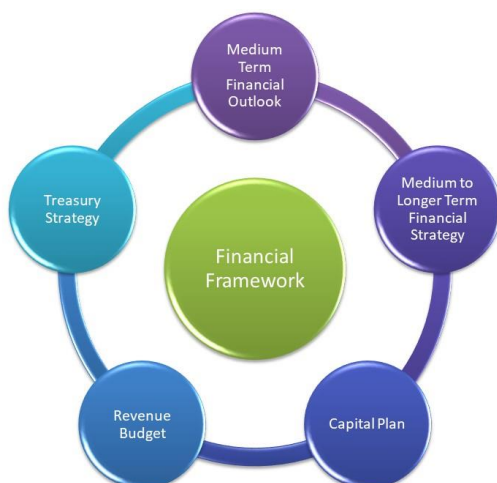 Medium
Term
Financial
Outlook
Medium to
Longer Term
Financial
Strategy
Capital Plan
Revenue
Budget
Treasury
Strategy
Financial
Framework